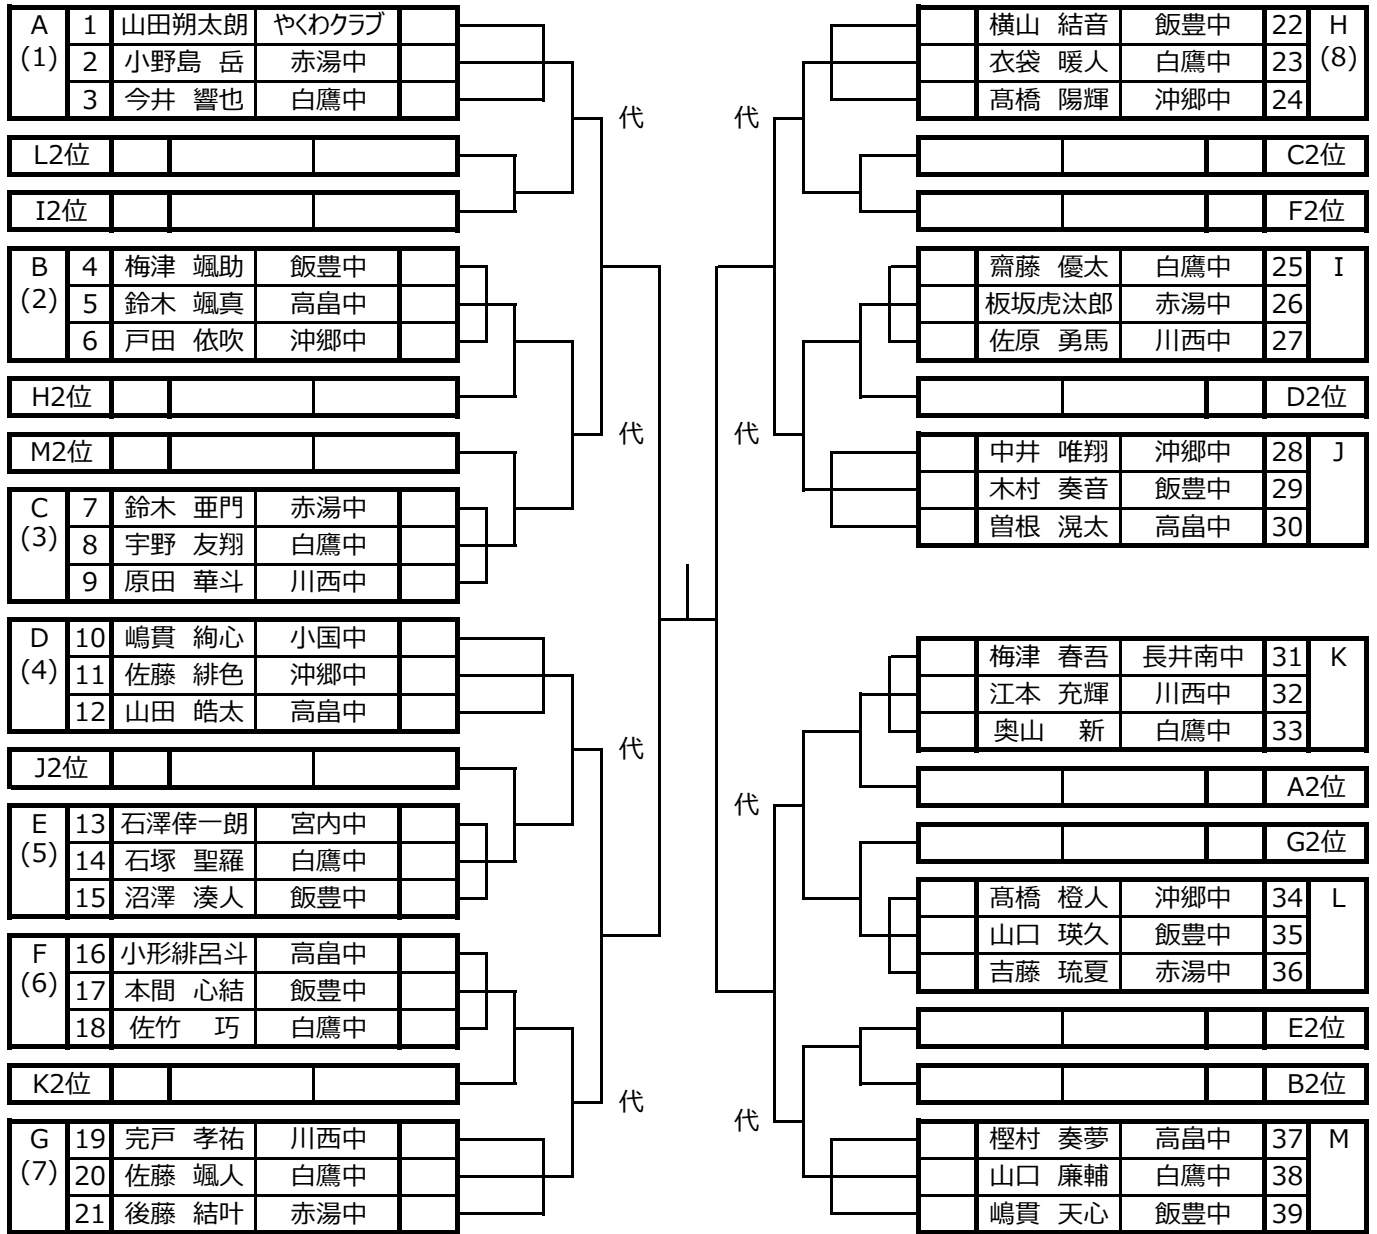 A 1 山田朔太朗 やくわクラブ
(1) 2 小野島 岳 赤湯中
3 今井 響也 白鷹中
代
L2位
I2位
B 4 梅津 颯助 飯豊中
(2) 5 鈴木 颯真 高畠中
6 戸田 依吹 沖郷中
H2位
代
M2位
C 7 鈴木 亜門 赤湯中
(3) 8 宇野 友翔 白鷹中
9 原田 華斗 川西中
D 10 嶋貫 絢心 小国中
(4) 11 佐藤 緋色 沖郷中
12 山田 皓太 高畠中
代
J2位
E 13 石澤倖一朗 宮内中
(5) 14 石塚 聖羅 白鷹中
15 沼澤 湊人 飯豊中
F 16 小形緋呂斗 高畠中
(6) 17 本間 心結 飯豊中
18 佐竹 巧 白鷹中
K2位
代
G 19 完戸 孝祐 川西中
(7) 20 佐藤 颯人 白鷹中
21 後藤 結叶 赤湯中
横山 結音 飯豊中 22 H
衣袋 暖人 白鷹中 23 (8)
髙橋 陽輝 沖郷中 24
代
C2位
F2位
齋藤 優太 白鷹中 25 I
板坂虎汰郎 赤湯中 26
佐原 勇馬 川西中 27
D2位
代
中井 唯翔 沖郷中 28 J
木村 奏音 飯豊中 29
曽根 滉太 高畠中 30
梅津 春吾 長井南中 31 K
江本 充輝 川西中 32
奥山 新 白鷹中 33
A2位
代
G2位
髙橋 橙人 沖郷中 34 L
山口 瑛久 飯豊中 35
吉藤 琉夏 赤湯中 36
E2位
B2位
代
樫村 奏夢 高畠中 37 M
山口 廉輔 白鷹中 38
嶋貫 天心 飯豊中 39